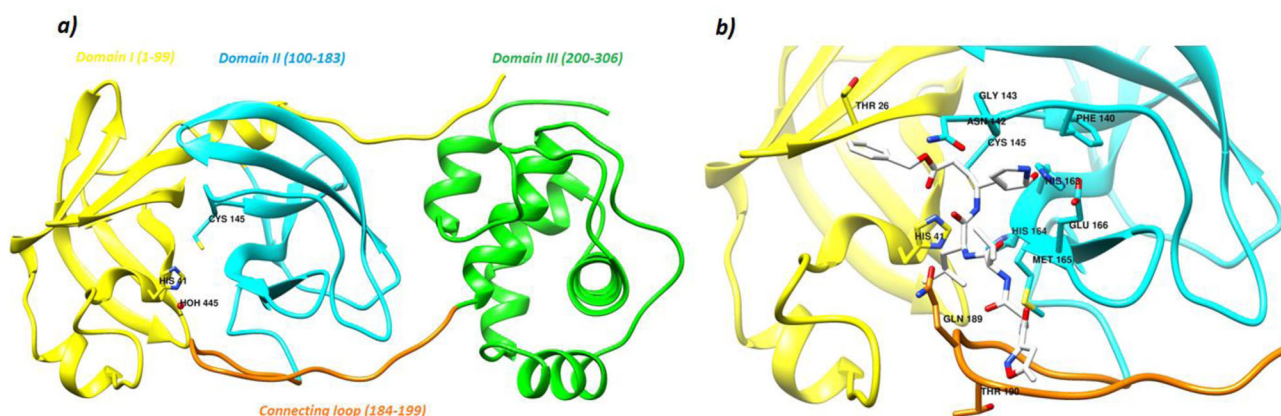 a)
Domain I (1-99)
Domain II (100-183)
Domain III (200-306)
CYS 145
HIS 41
HOH 445
Connecting loop (184-199)
b)
THR 26
GLY 143
ASN 142
PHE 140
CYS 145
HIS 163
GLU 166
HIS 41
HIS 164
MET 165
GLN 189
THR 190